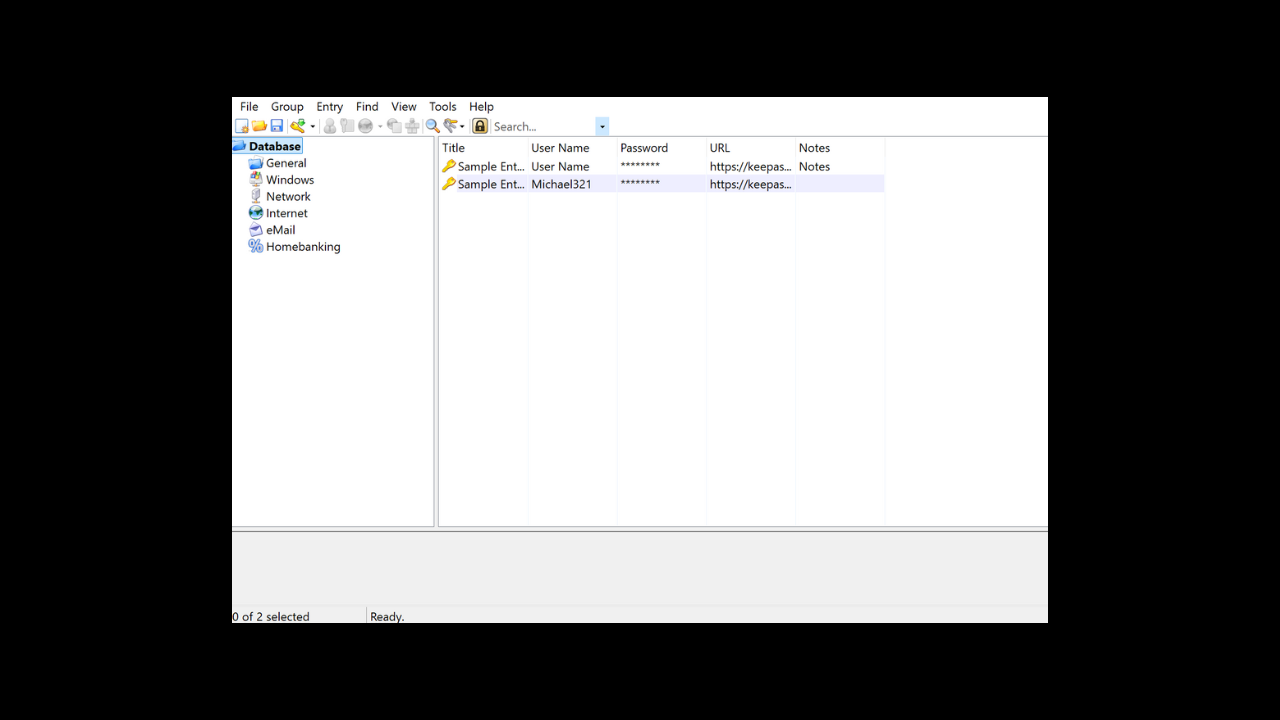 File Group Entry Find View Tools Help
Search...
Database
General
Windows
Network
Internet
eMail
Homebanking
Title User Name Password URL Notes
Sample Ent... User Name ******** https://keepas... Notes
Sample Ent... Michael321 ******** https://keepas...
0 of 2 selected Ready.